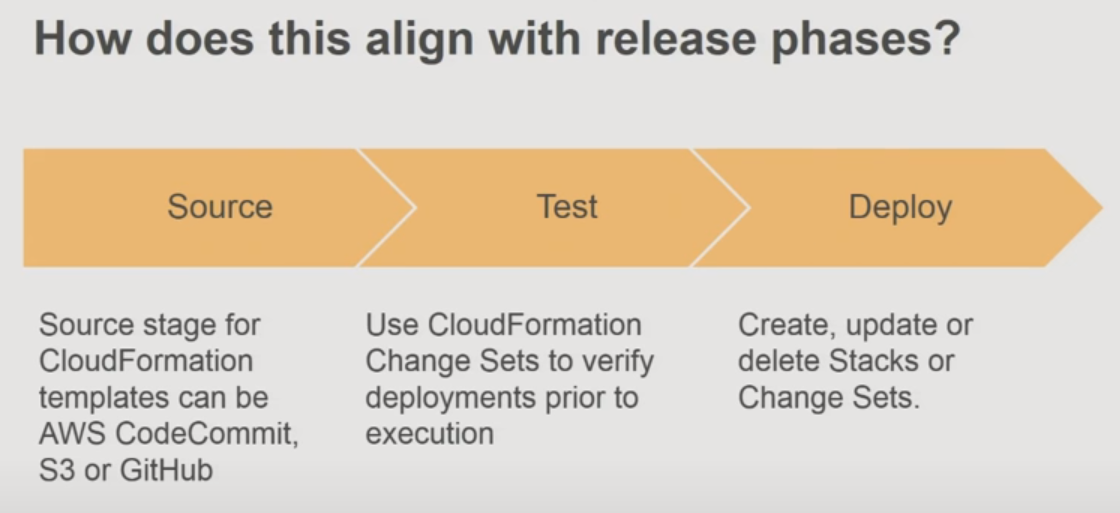 How does this align with release phases?
Source
Test
Deploy
Source stage for
CloudFormation
templates can be
AWS CodeCommit,
S3 or GitHub
Use CloudFormation
Change Sets to verify
deployments prior to
execution
Create, update or
delete Stacks or
Change Sets.